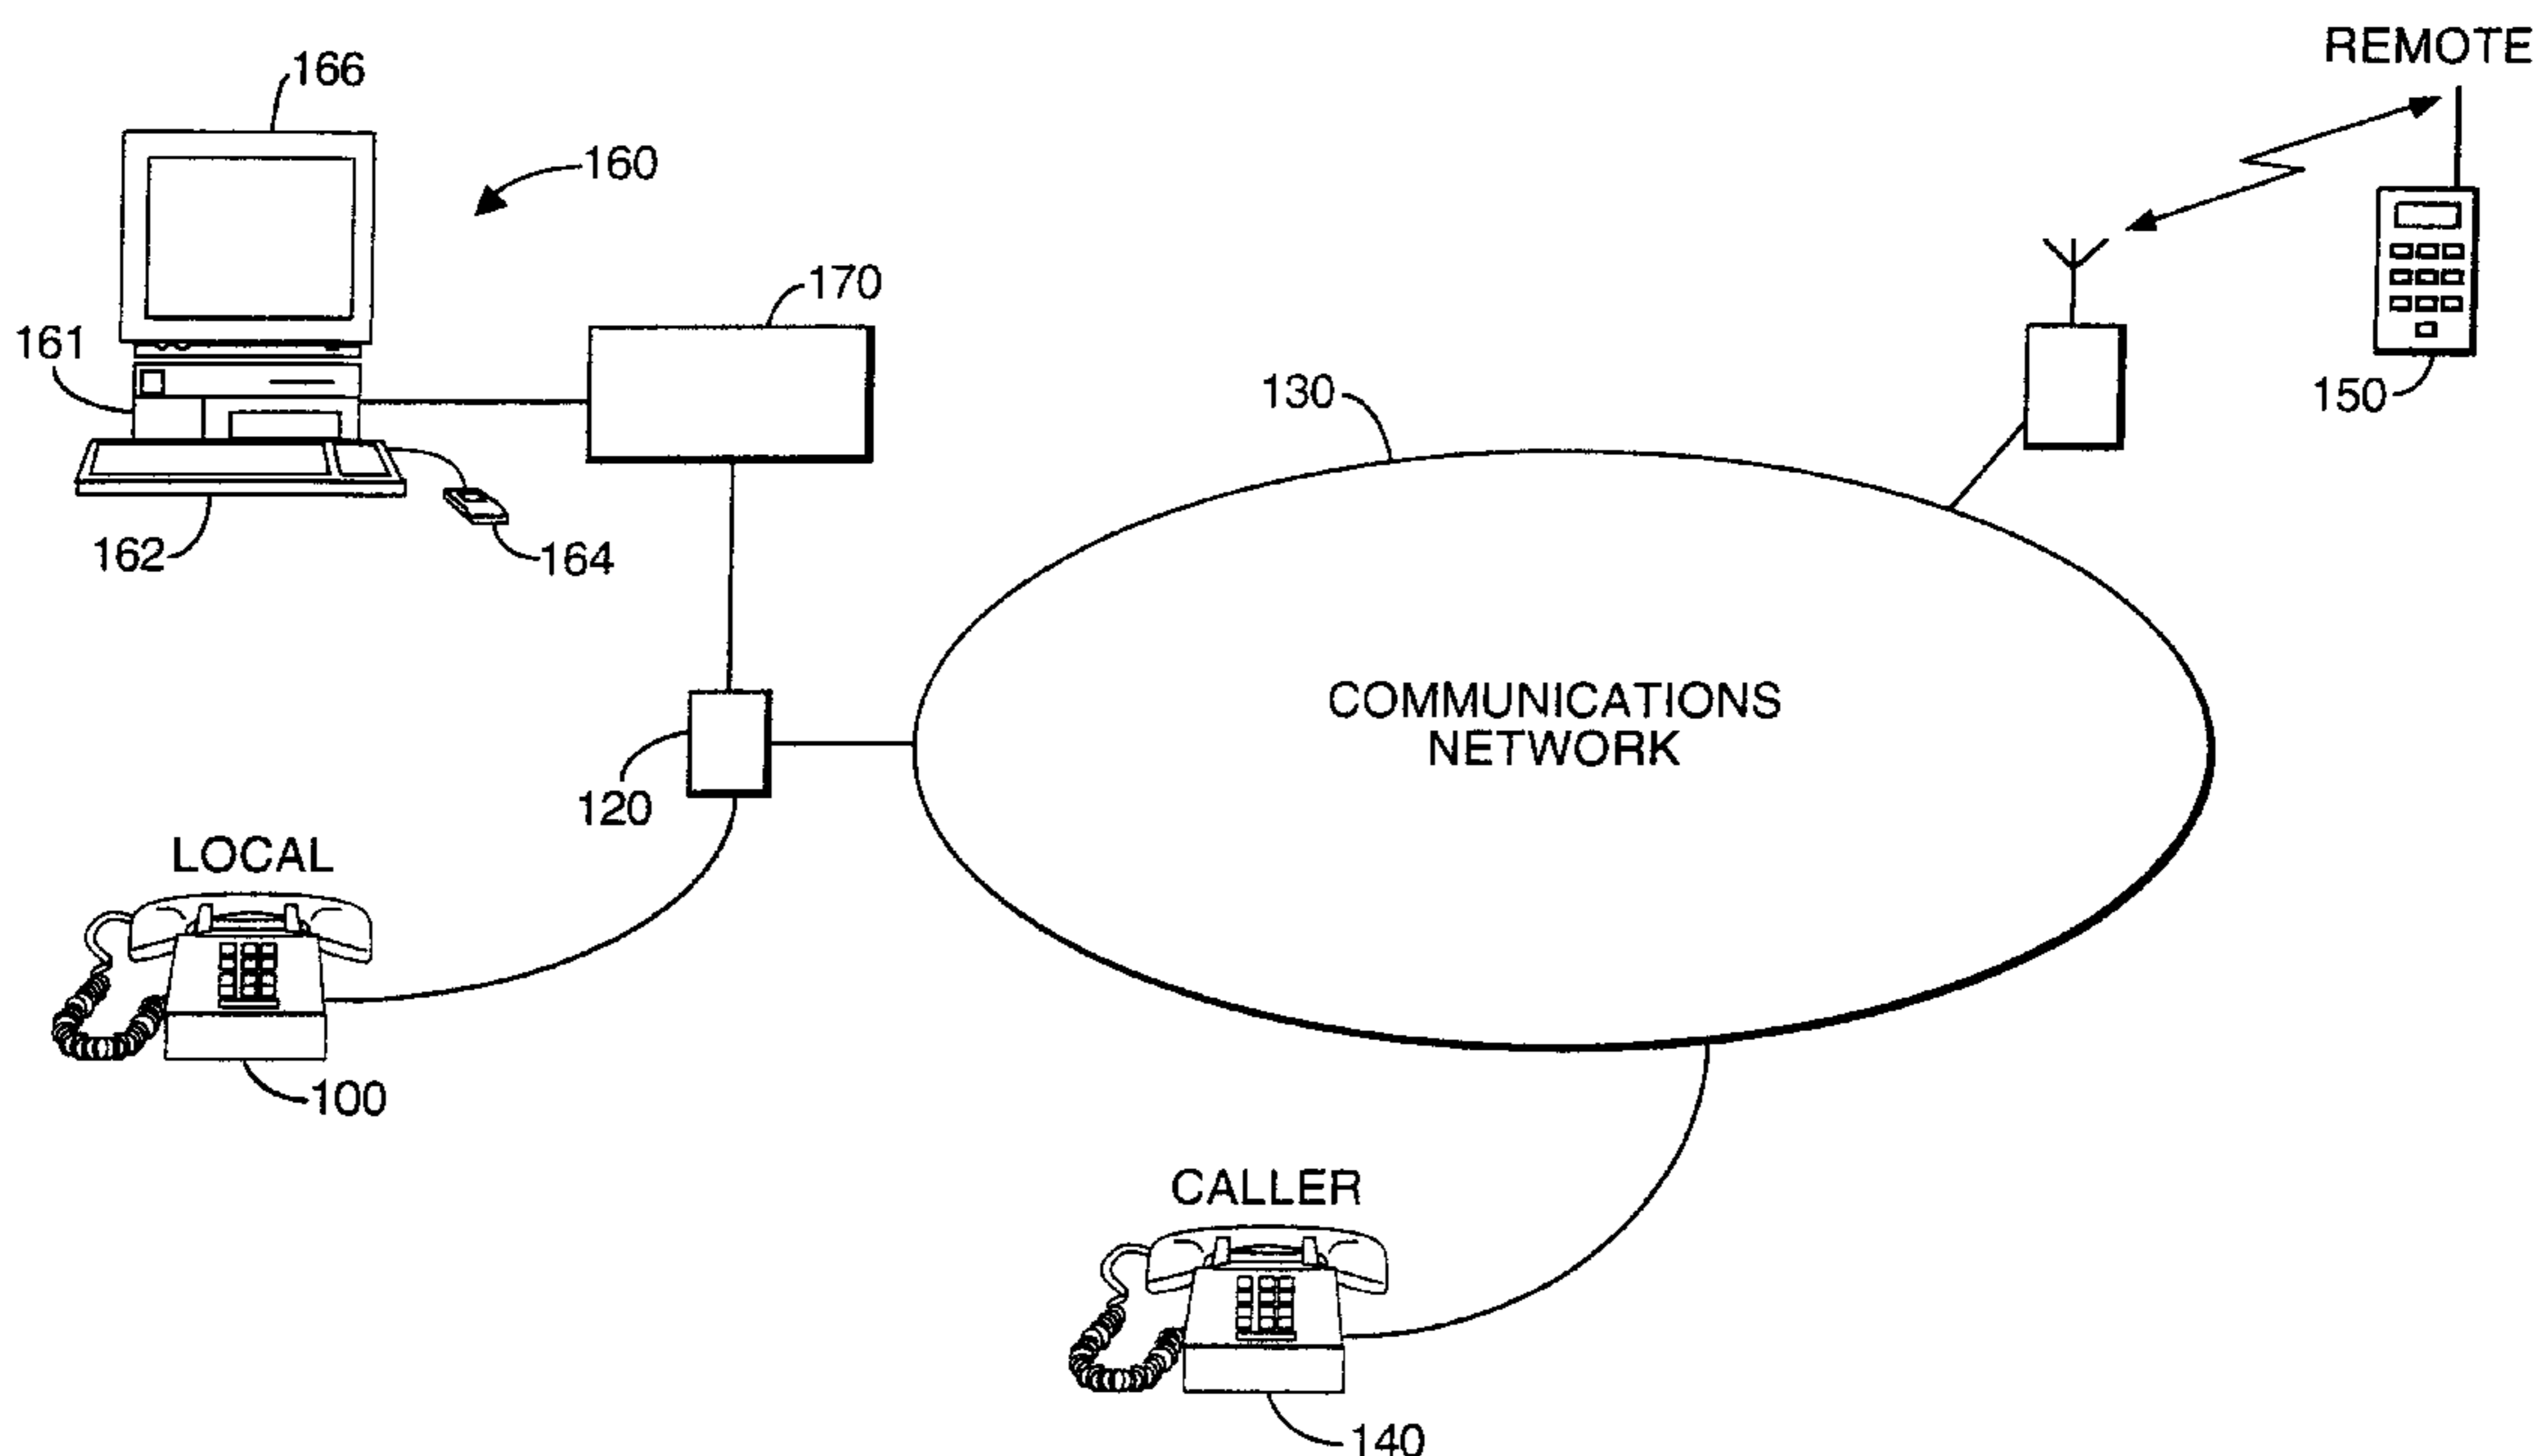 REMOTE
166
160
170
161
130
150
162
164
COMMUNICATIONS
NETWORK
120
LOCAL
100
CALLER
140